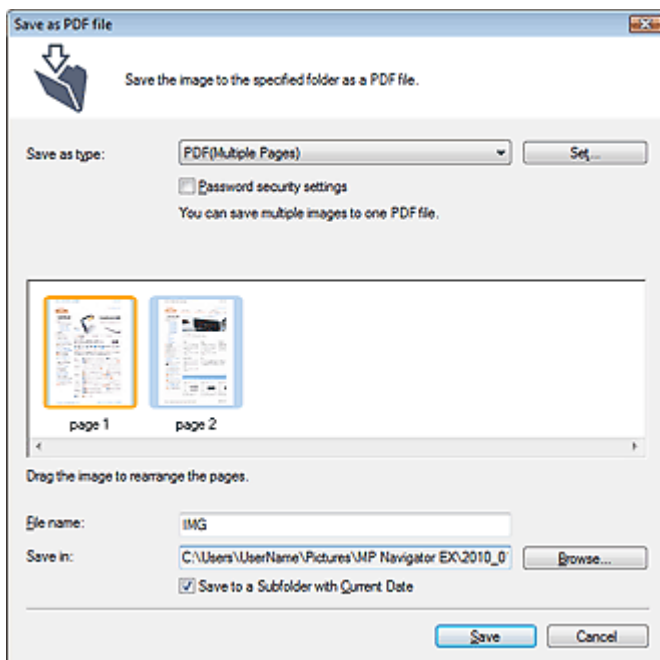 Save as PDF file
Save the image to the specified folder as a PDF file.
Save as type: PDF(Multiple Pages) Set...
Password security settings
You can save multiple images to one PDF file.
page 1 page 2
Drag the image to rearrange the pages.
File name: IMG
Save in: C:\Users\UserName\Pictures\MP Navigator EX\2010_0 Browse...
Save to a Subfolder with Current Date
Save Cancel